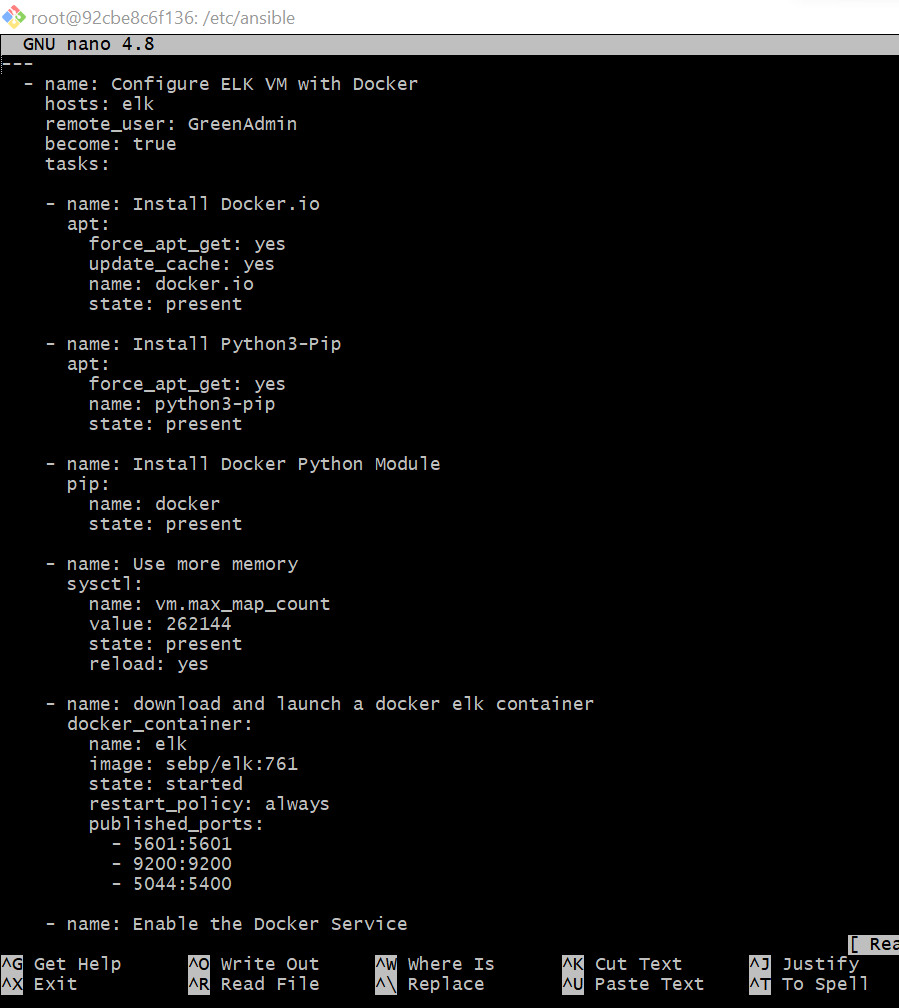 root@92cbe8c6f136: /etc/ansible
GNU nano 4.8
---
  - name: Configure ELK VM with Docker
    hosts: elk
    remote_user: GreenAdmin
    become: true
    tasks:

    - name: Install Docker.io
      apt:
        force_apt_get: yes
        update_cache: yes
        name: docker.io
        state: present

    - name: Install Python3-Pip
      apt:
        force_apt_get: yes
        name: python3-pip
        state: present

    - name: Install Docker Python Module
      pip:
        name: docker
        state: present

    - name: Use more memory
      sysctl:
        name: vm.max_map_count
        value: 262144
        state: present
        reload: yes

    - name: download and launch a docker elk container
      docker_container:
        name: elk
        image: sebp/elk:761
        state: started
        restart_policy: always
        published_ports:
          - 5601:5601
          - 9200:9200
          - 5044:5400

    - name: Enable the Docker Service
[ Rea
^G Get Help ^O Write Out ^W Where Is ^K Cut Text ^J Justify
^X Exit ^R Read File ^\ Replace ^U Paste Text ^T To Spell